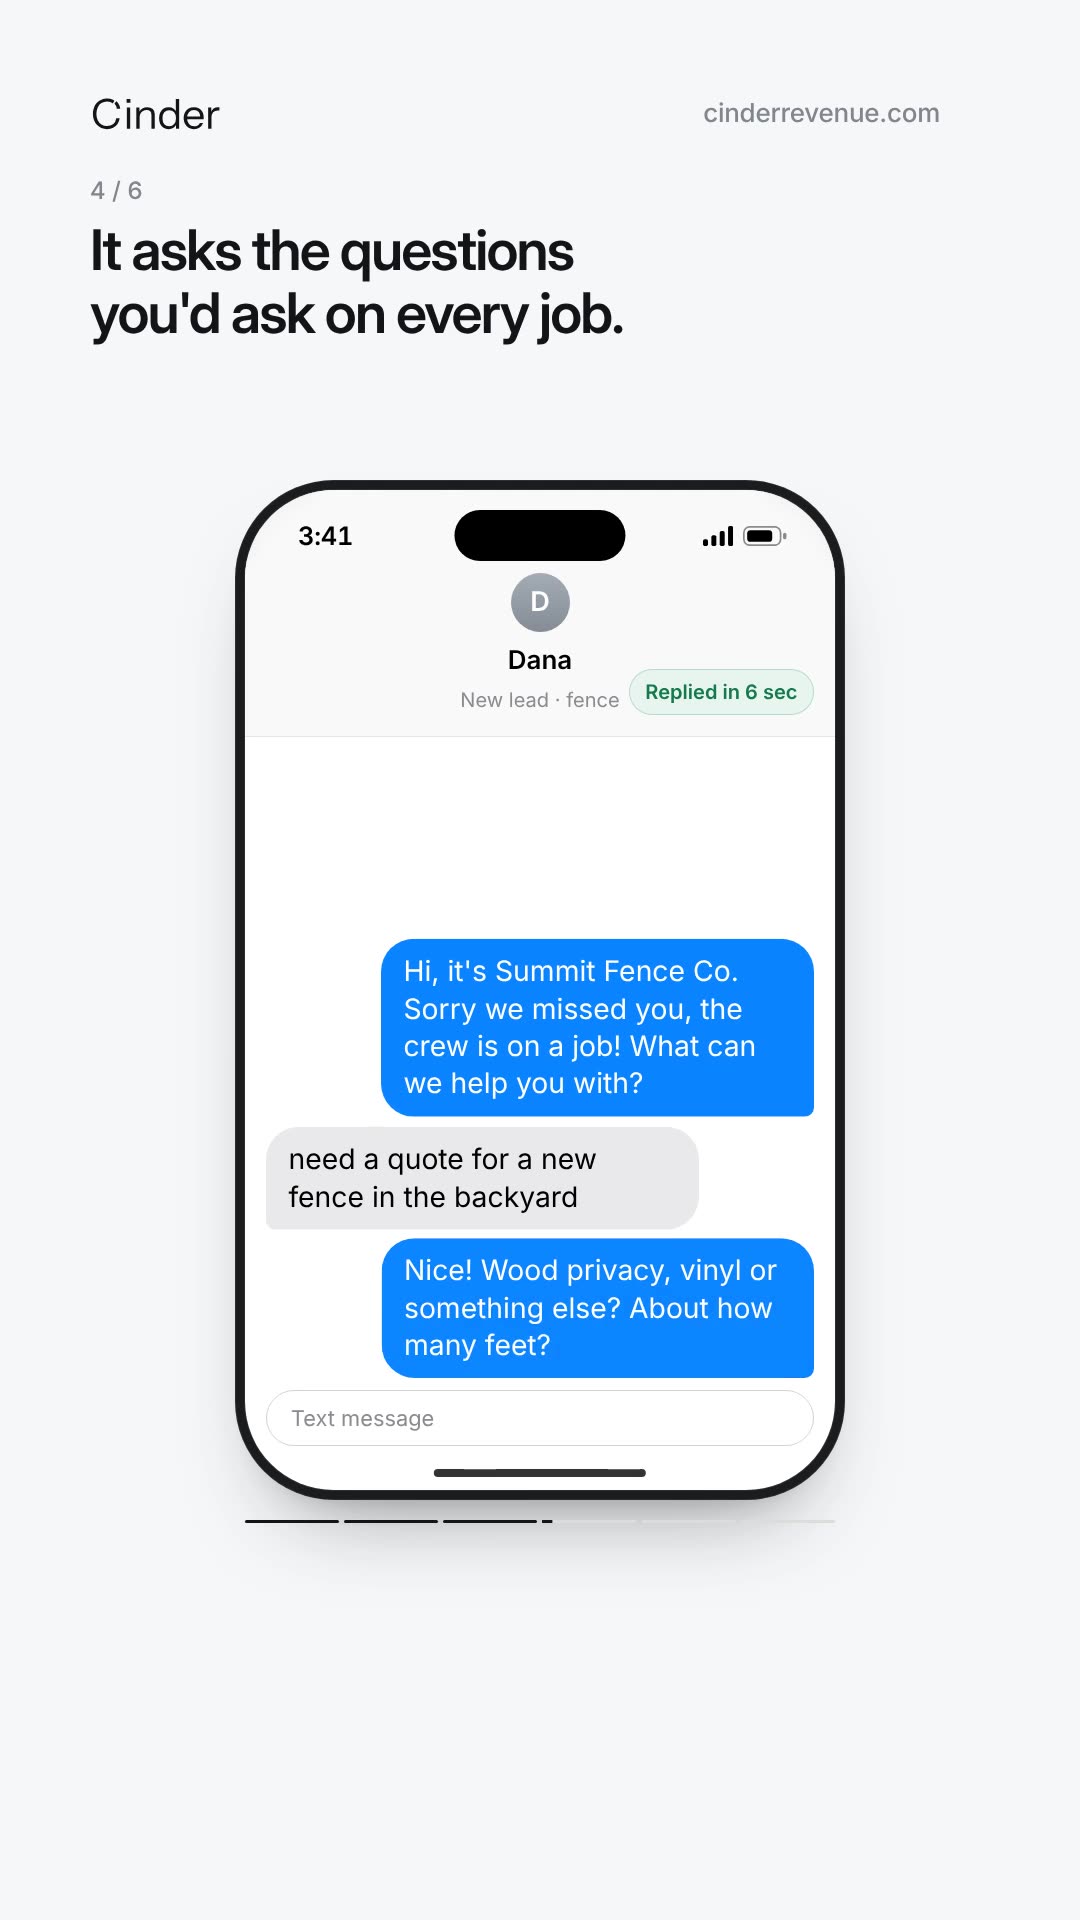 Cinder
cinderrevenue.com
4 / 6
It asks the questions
you'd ask on every job.
3:41
D
Dana
New lead · fence
Replied in 6 sec
Hi, it's Summit Fence Co.
Sorry we missed you, the
crew is on a job! What can
we help you with?
need a quote for a new
fence in the backyard
Nice! Wood privacy, vinyl or
something else? About how
many feet?
Text message